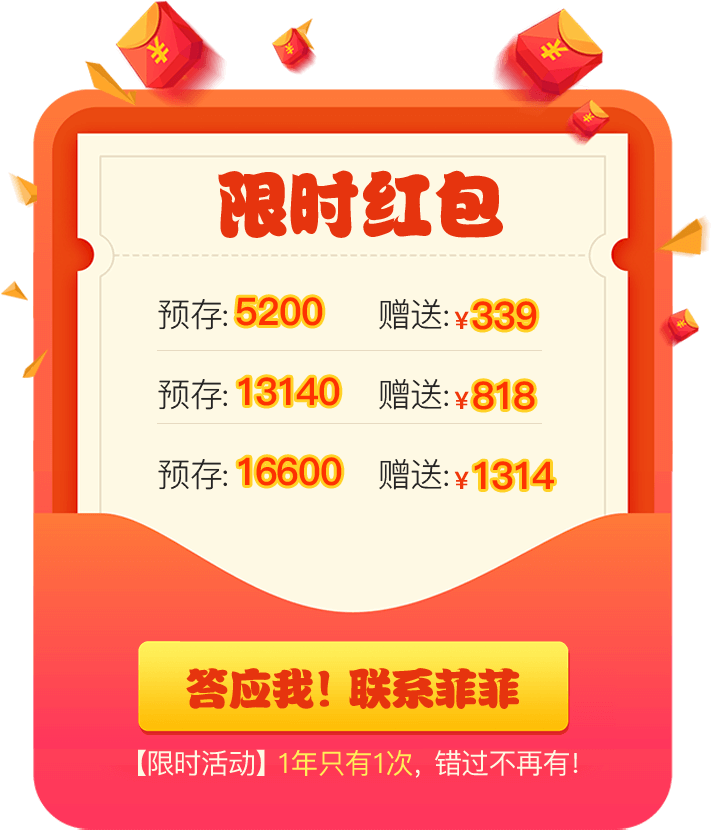 限时红包
预存: 5200 赠送: ¥339
预存: 13140 赠送: ¥818
预存: 16600 赠送: ¥1314
答应我! 联系菲菲
【限时活动】1年只有1次, 错过不再有!